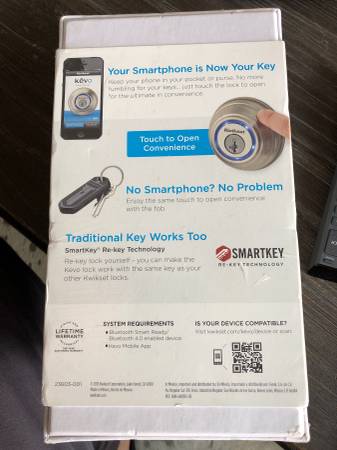 Your Smartphone is Now Your Key
Keep your phone in your pocket or purse. No more
fumbling for your keys... just touch the lock to open
for the ultimate in convenience.
kēvo
Kwikset
Touch to Open
Convenience
No Smartphone? No Problem
Enjoy the same touch to open convenience
with the fob.
Traditional Key Works Too
SmartKey® Re-key Technology
Re-key lock yourself – you can make the
Kevo lock work with the same key as your
other Kwikset locks.
SMARTKEY
RE-KEY TECHNOLOGY
LIFETIME
WARRANTY
SYSTEM REQUIREMENTS
• Bluetooth Smart Ready/
Bluetooth 4.0 enabled device
• Kevo Mobile App
IS YOUR DEVICE COMPATIBLE?
Visit kwikset.com/kevo/device or scan